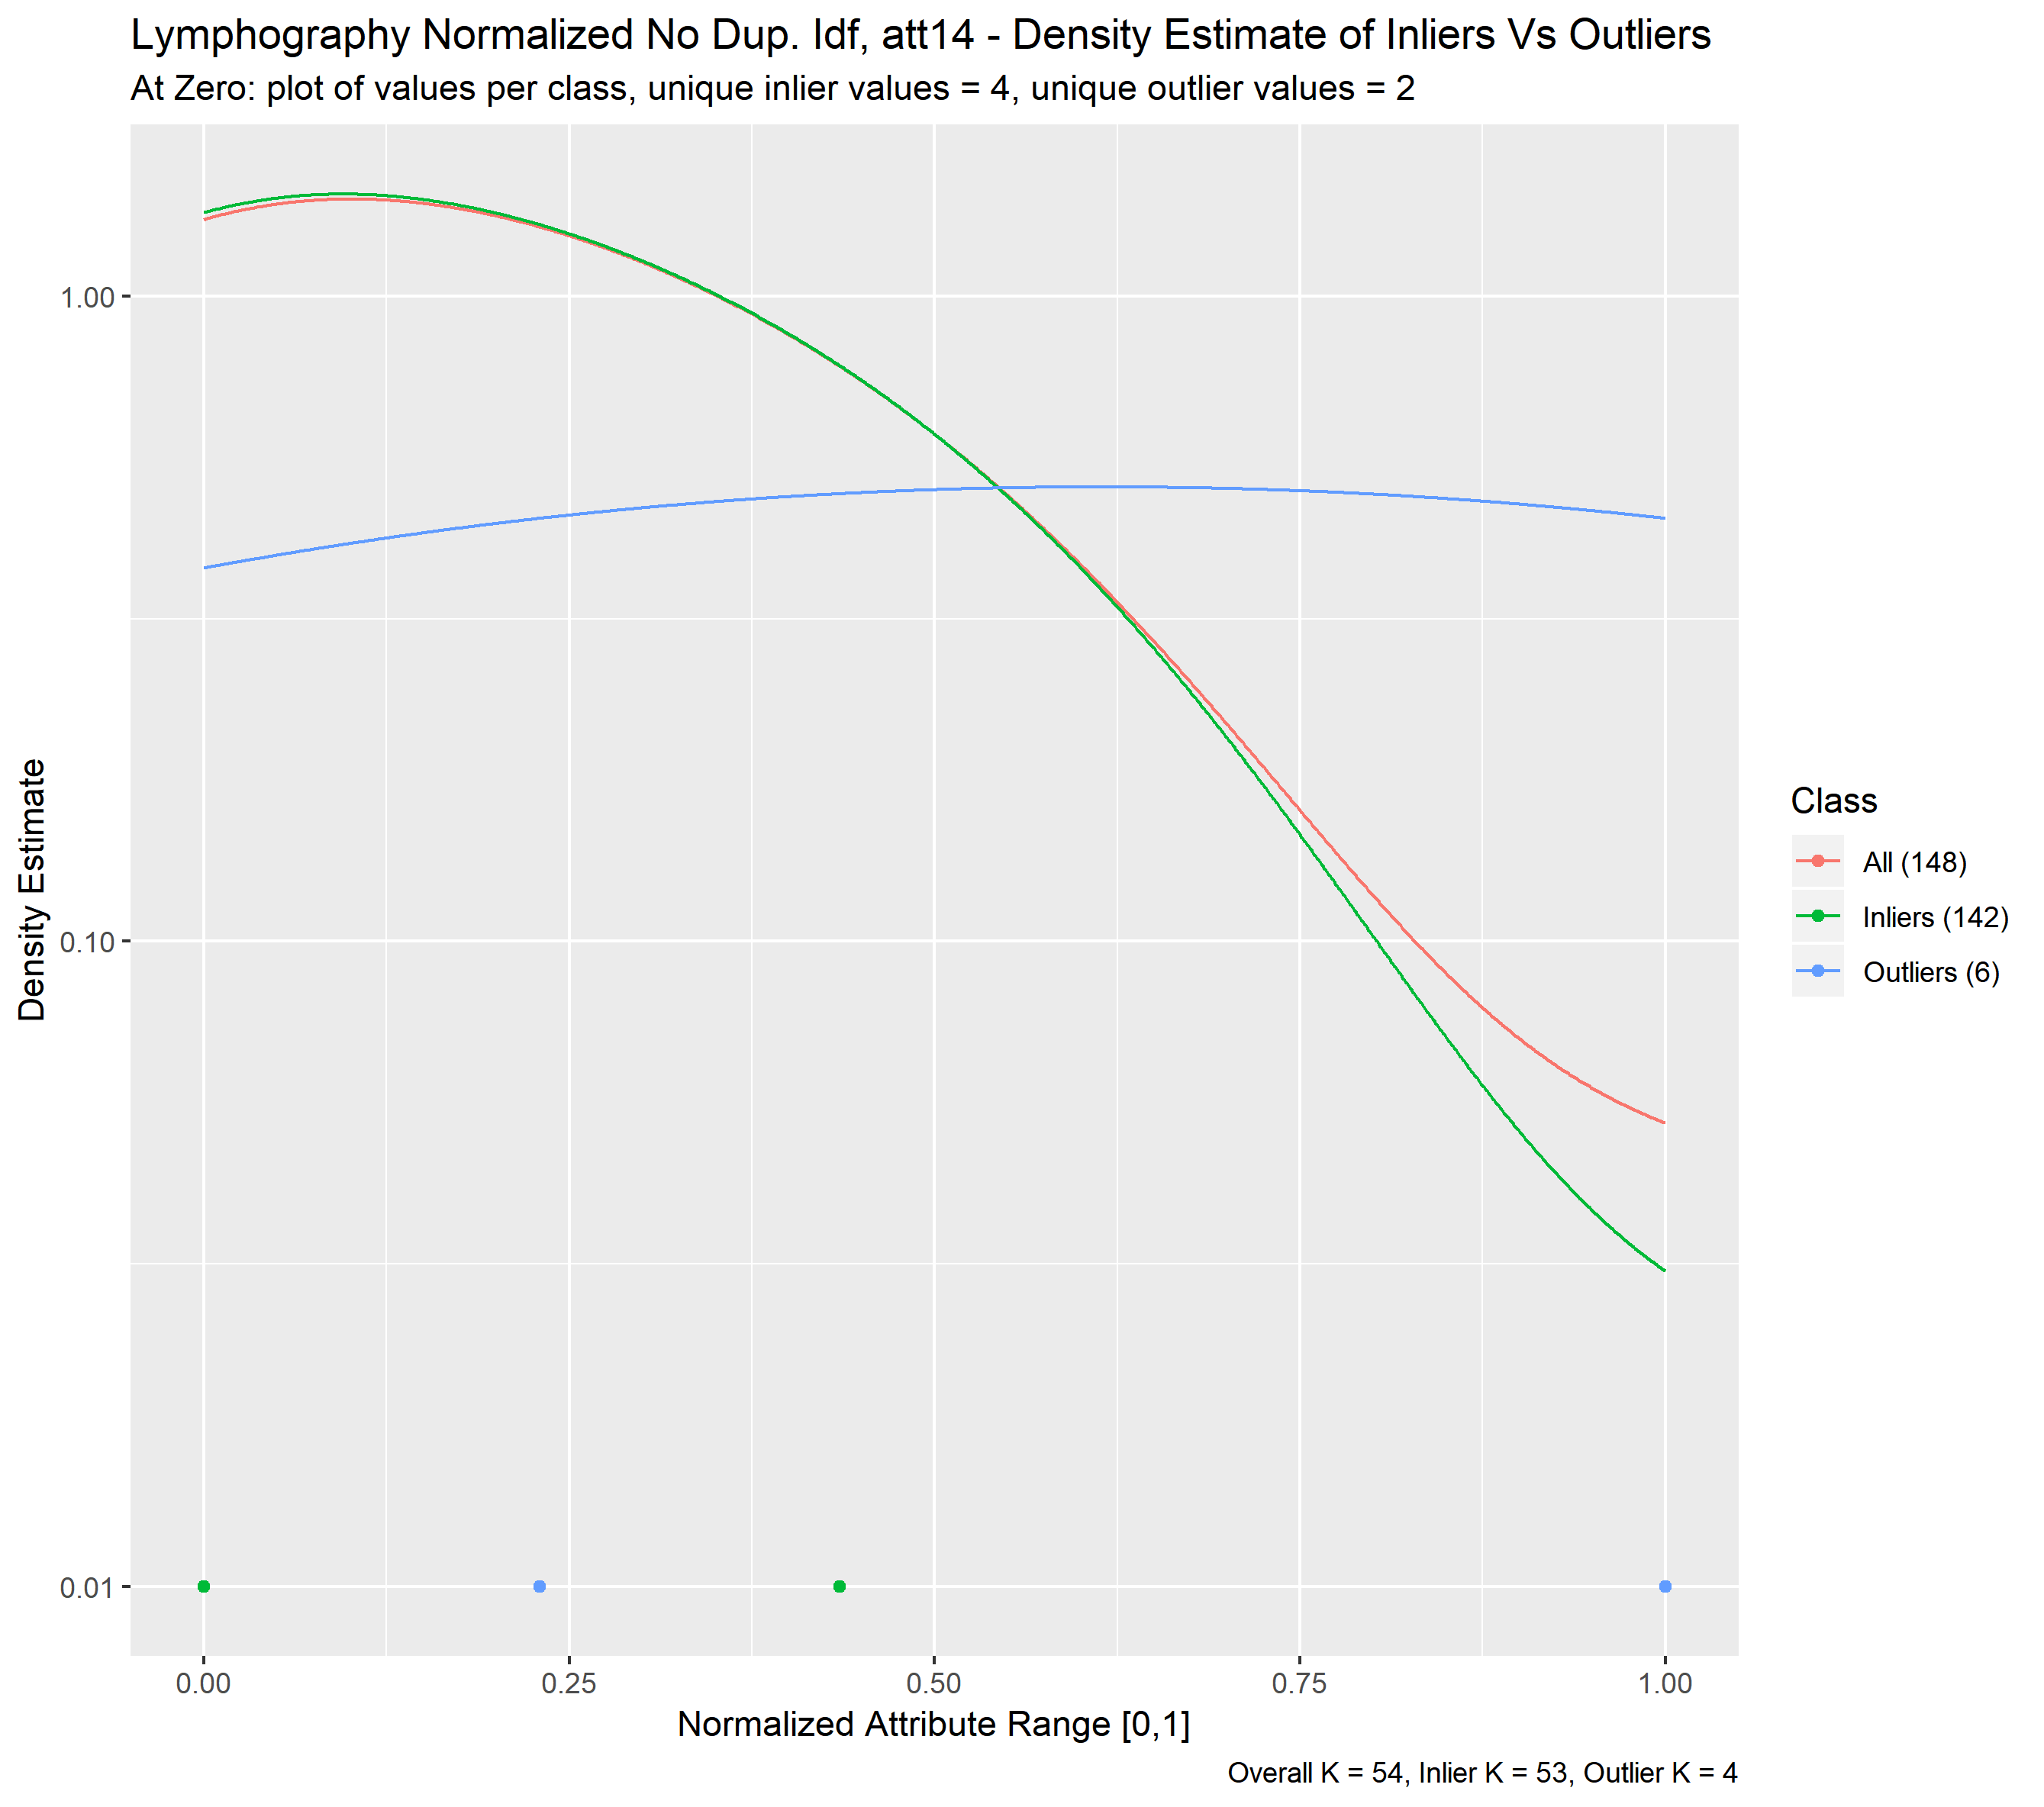 Lymphography Normalized No Dup. Idf, att14 - Density Estimate of Inliers Vs Outliers
At Zero: plot of values per class, unique inlier values = 4, unique outlier values = 2
Density Estimate
1.00
0.10
0.01
0.00
0.25
0.50
0.75
1.00
Normalized Attribute Range [0,1]
Overall K = 54, Inlier K = 53, Outlier K = 4
Class
All (148)
Inliers (142)
Outliers (6)